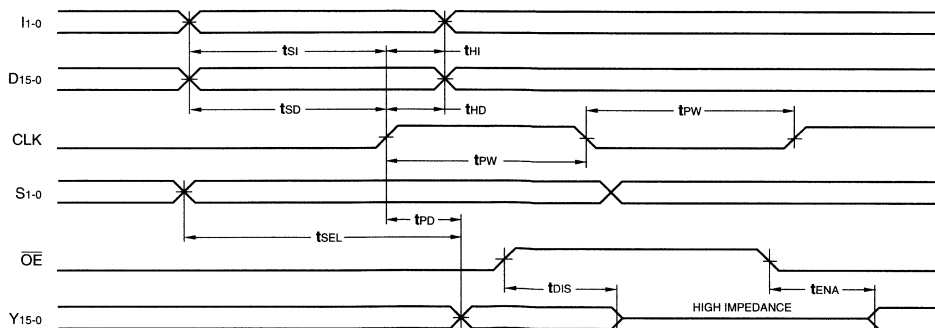 I1-0
tSI tHI
D15-0
tSD tHD tPW
CLK
tPW
S1-0
tPD
tSEL
OE
tDIS HIGH IMPEDANCE tENA
Y15-0